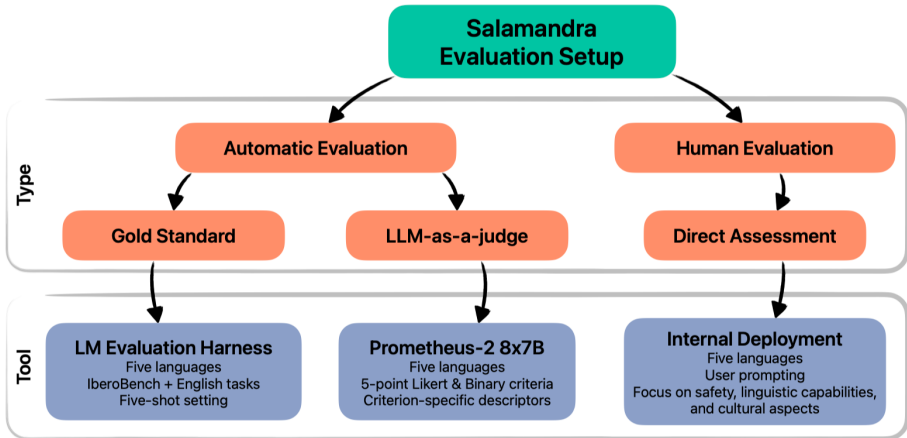 Salamandra
Evaluation Setup
Type
Automatic Evaluation
Human Evaluation
Gold Standard
LLM-as-a-judge
Direct Assessment
Tool
LM Evaluation Harness
Five languages
IberoBench + English tasks
Five-shot setting
Prometheus-2 8x7B
Five languages
5-point Likert & Binary criteria
Criterion-specific descriptors
Internal Deployment
Five languages
User prompting
Focus on safety, linguistic capabilities,
and cultural aspects